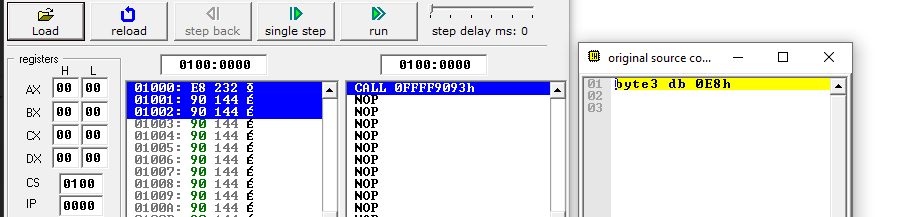 Load
reload
step back
single step
run
step delay ms: 0
registers
H L
AX 00 00
BX 00 00
CX 00 00
DX 00 00
CS 0100
IP 0000
0100:0000
01000: E8 232 õ
01001: 90 144 É
01002: 90 144 É
01003: 90 144 É
01004: 90 144 É
01005: 90 144 É
01006: 90 144 É
01007: 90 144 É
01008: 90 144 É
01009: 90 144 É
0100A: 90 144 É
0100:0000
CALL 0FFFF9093h
NOP
NOP
NOP
NOP
NOP
NOP
NOP
NOP
NOP
original source co...
01 byte3 db 0E8h
02
03